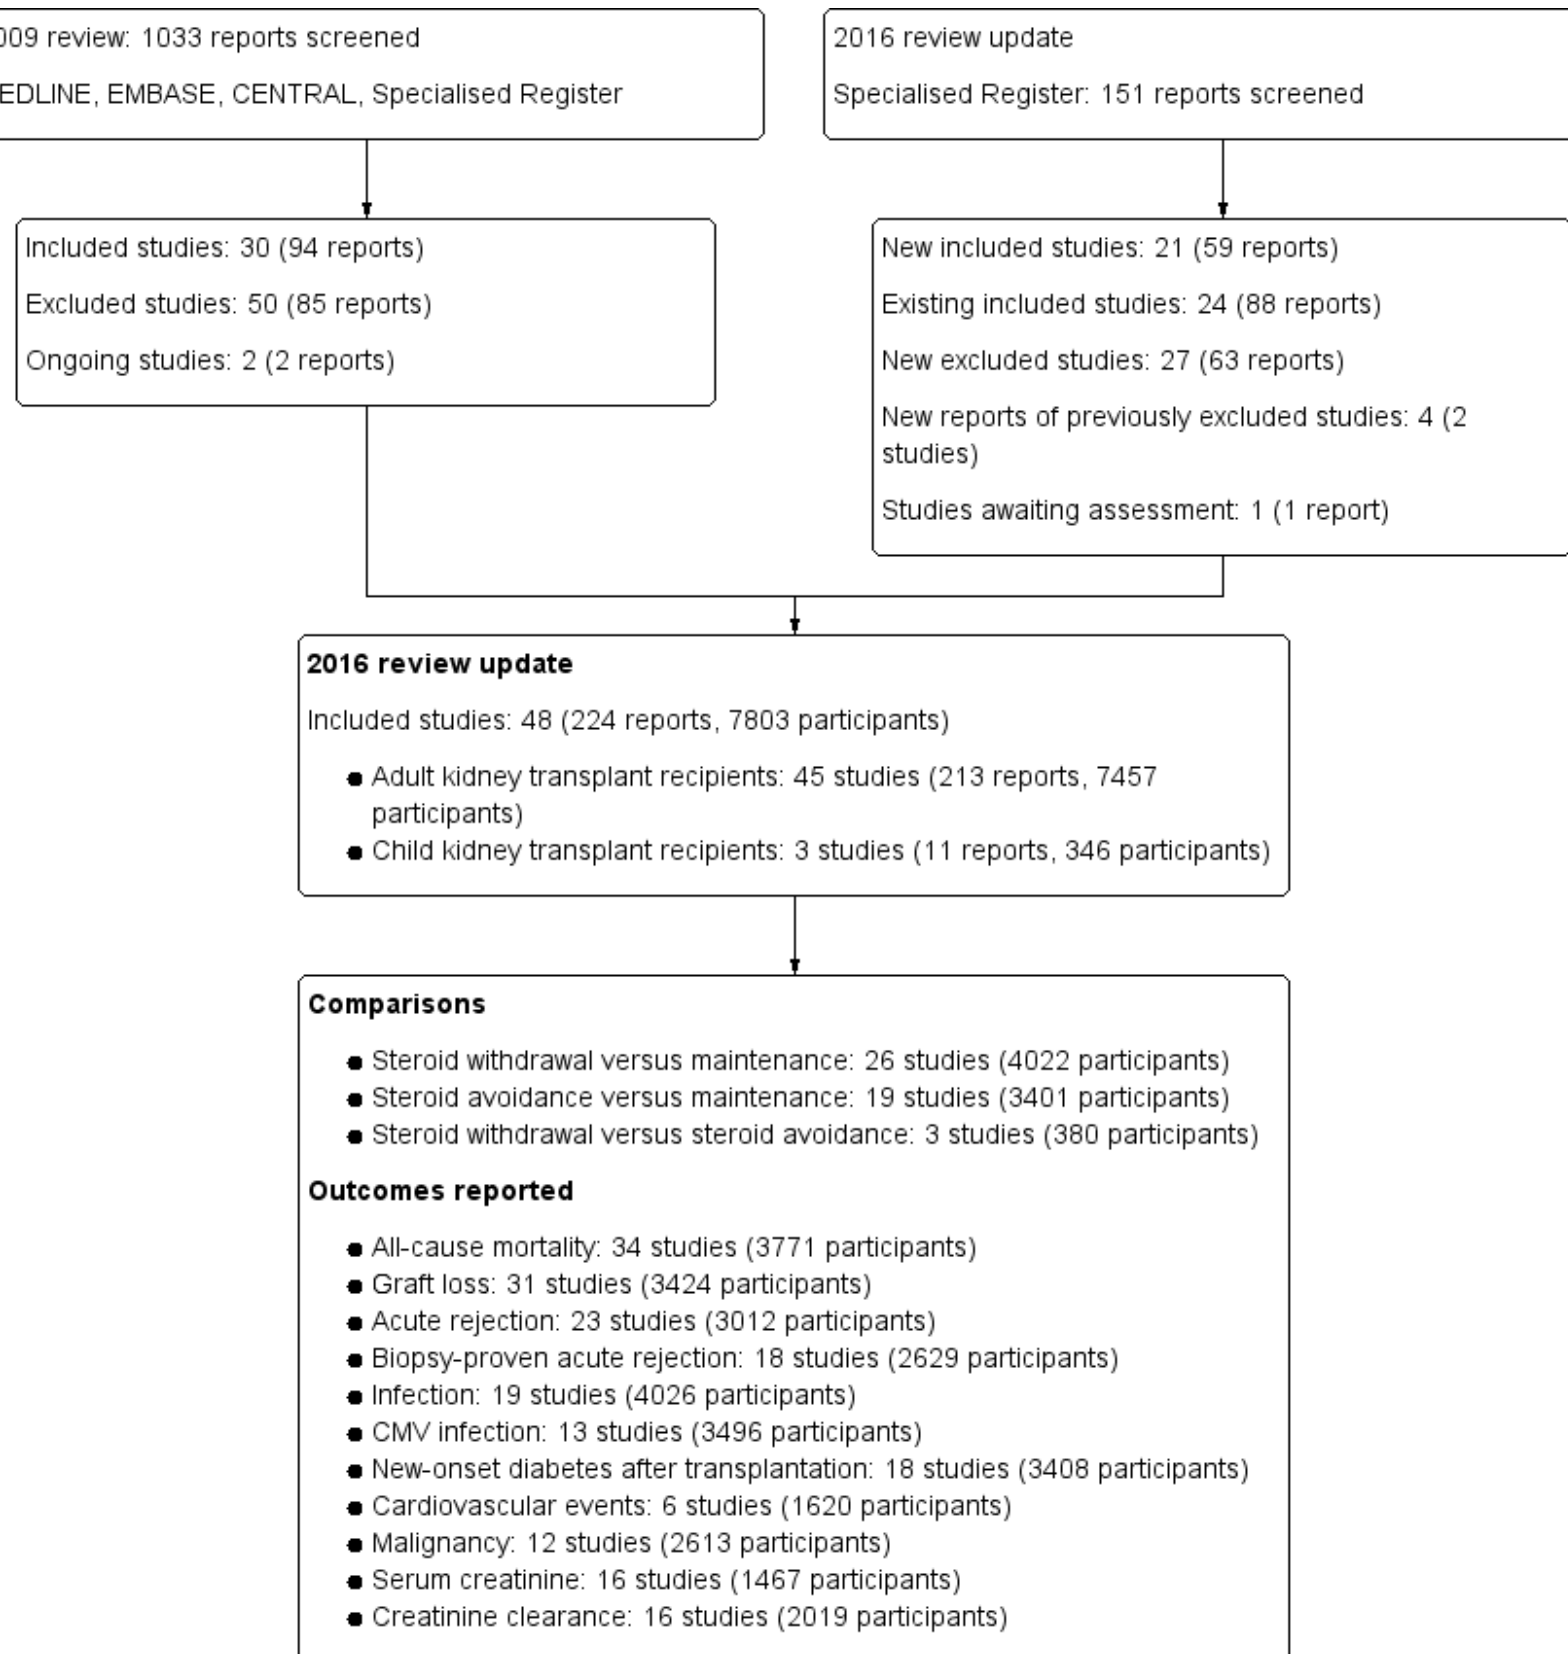 009 review: 1033 reports screened
EDLINE, EMBASE, CENTRAL, Specialised Register
2016 review update
Specialised Register: 151 reports screened
Included studies: 30 (94 reports)
Excluded studies: 50 (85 reports)
Ongoing studies: 2 (2 reports)
New included studies: 21 (59 reports)
Existing included studies: 24 (88 reports)
New excluded studies: 27 (63 reports)
New reports of previously excluded studies: 4 (2
studies)
Studies awaiting assessment: 1 (1 report)
2016 review update
Included studies: 48 (224 reports, 7803 participants)
● Adult kidney transplant recipients: 45 studies (213 reports, 7457
participants)
● Child kidney transplant recipients: 3 studies (11 reports, 346 participants)
Comparisons
● Steroid withdrawal versus maintenance: 26 studies (4022 participants)
● Steroid avoidance versus maintenance: 19 studies (3401 participants)
● Steroid withdrawal versus steroid avoidance: 3 studies (380 participants)
Outcomes reported
● All-cause mortality: 34 studies (3771 participants)
● Graft loss: 31 studies (3424 participants)
● Acute rejection: 23 studies (3012 participants)
● Biopsy-proven acute rejection: 18 studies (2629 participants)
● Infection: 19 studies (4026 participants)
● CMV infection: 13 studies (3496 participants)
● New-onset diabetes after transplantation: 18 studies (3408 participants)
● Cardiovascular events: 6 studies (1620 participants)
● Malignancy: 12 studies (2613 participants)
● Serum creatinine: 16 studies (1467 participants)
● Creatinine clearance: 16 studies (2019 participants)